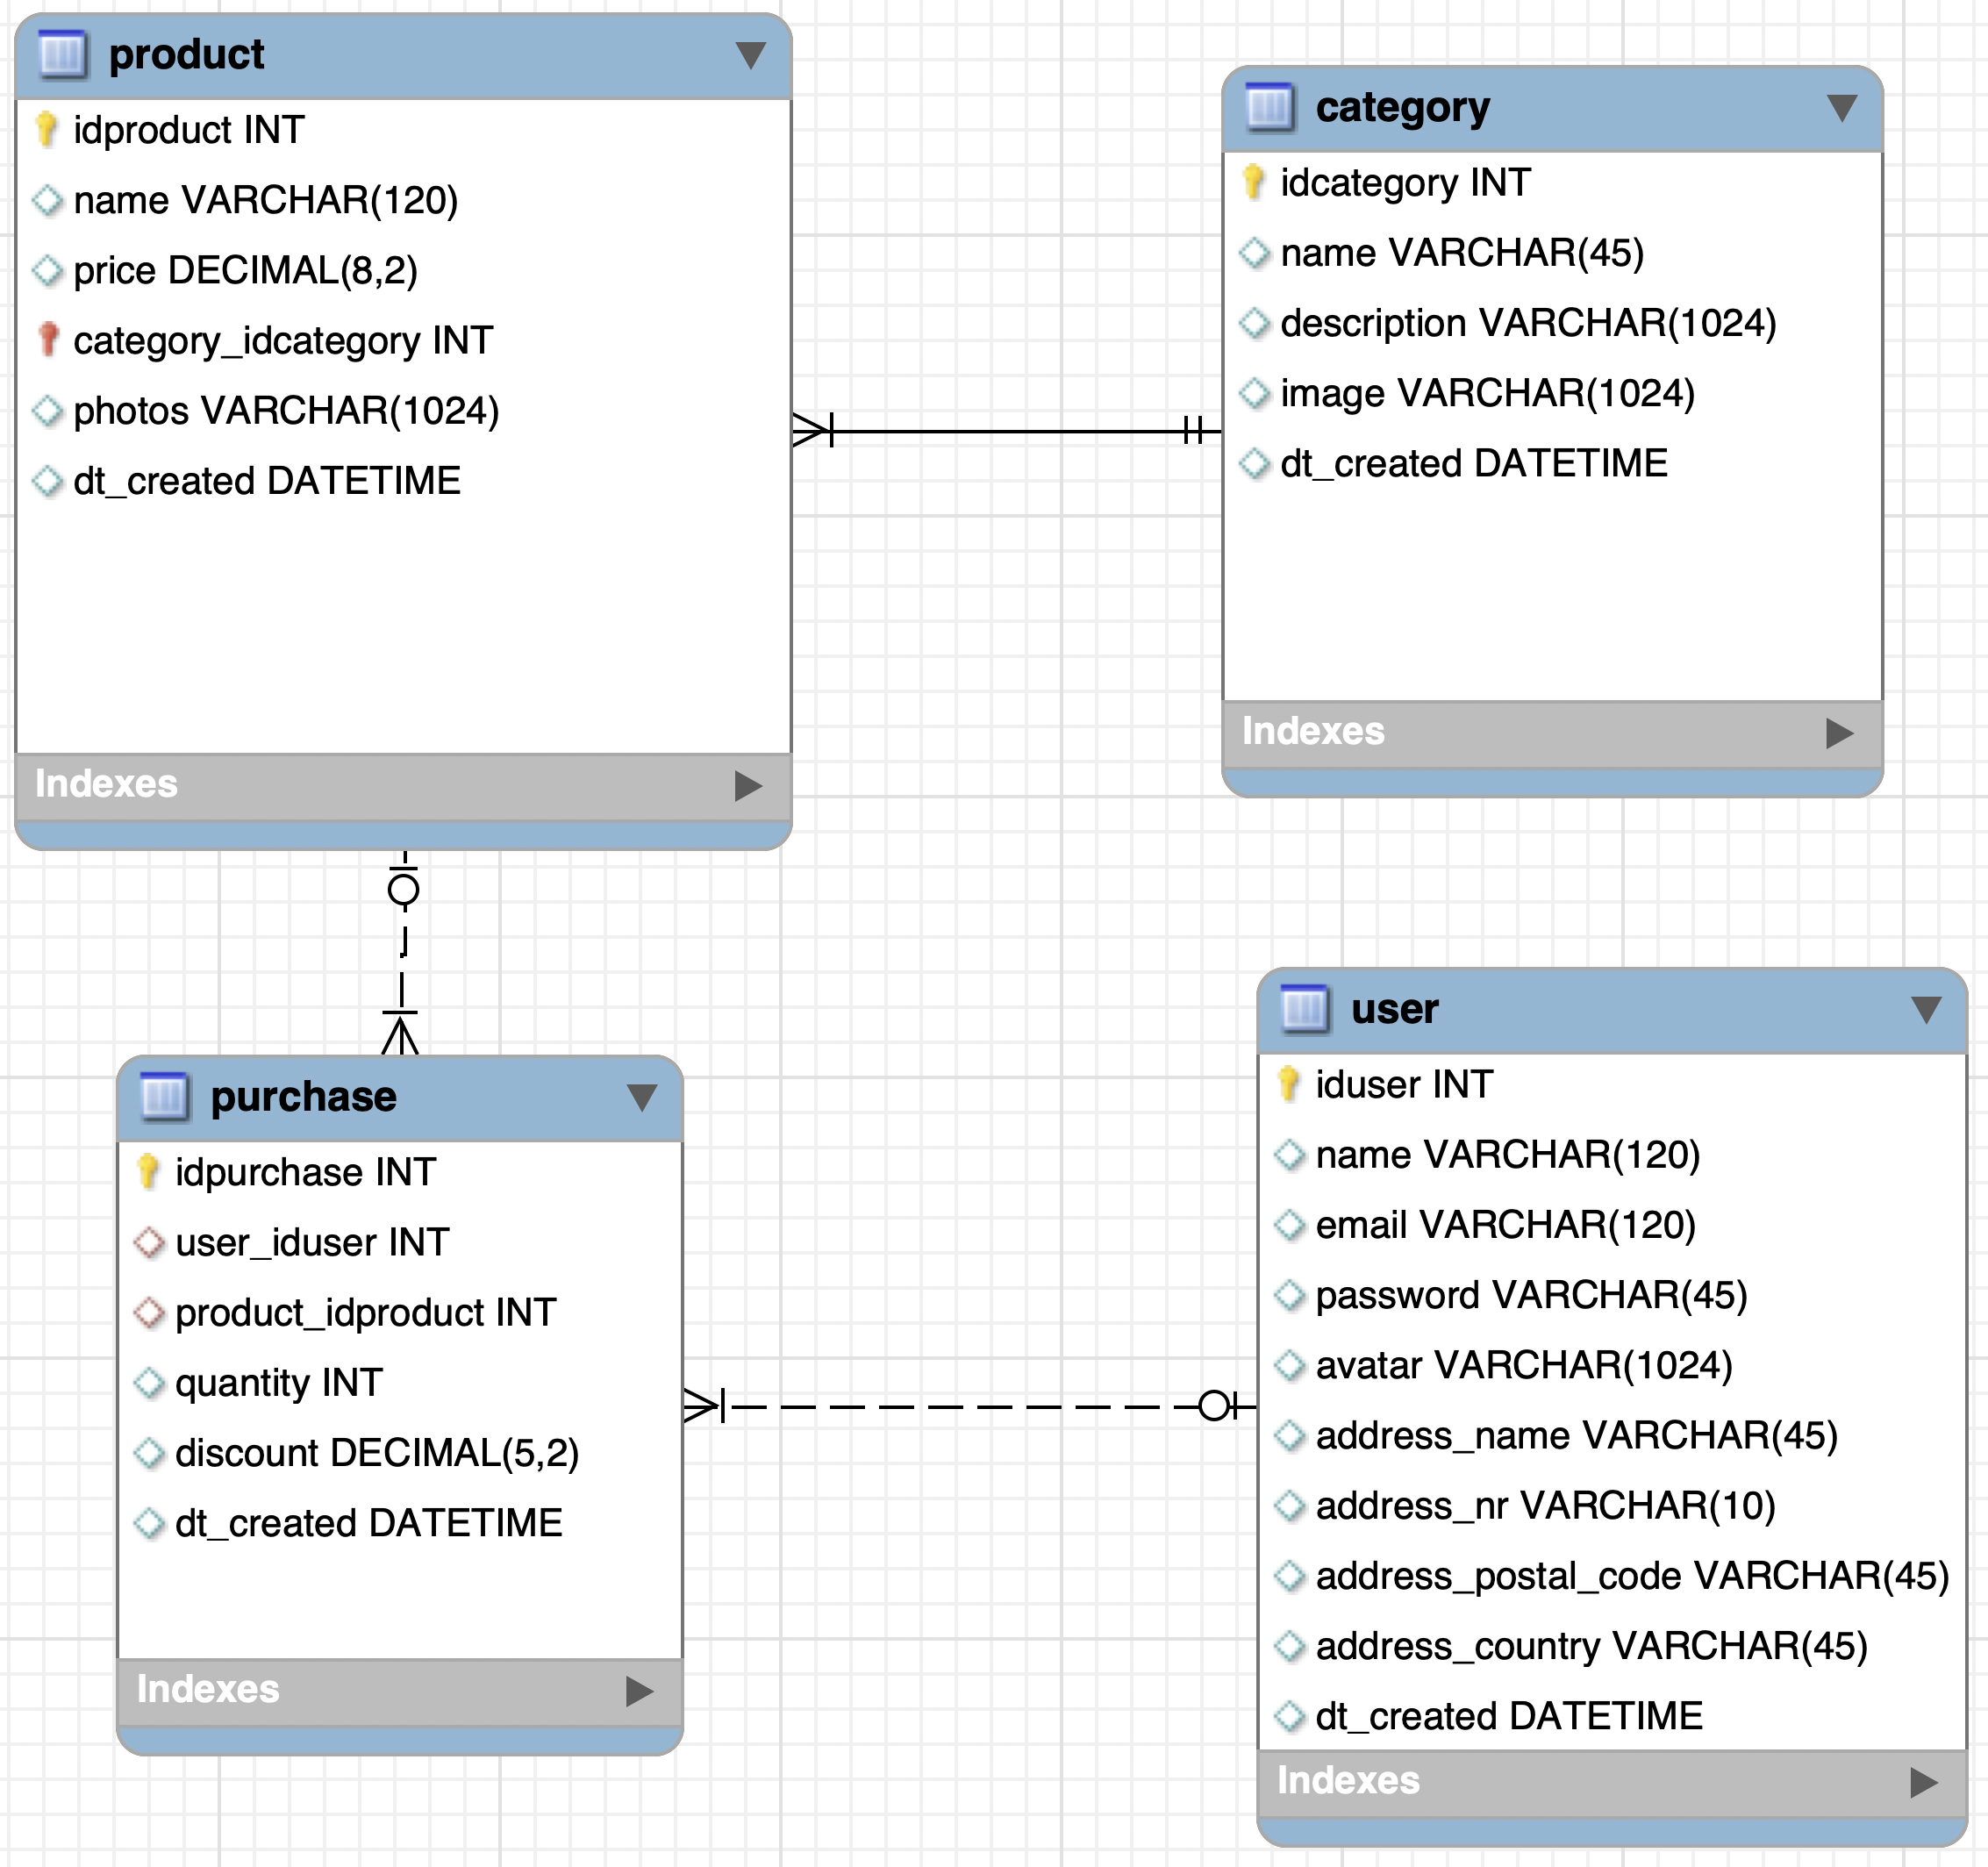 product
idproduct INT
name VARCHAR(120)
price DECIMAL(8,2)
category_idcategory INT
photos VARCHAR(1024)
dt_created DATETIME
Indexes
category
idcategory INT
name VARCHAR(45)
description VARCHAR(1024)
image VARCHAR(1024)
dt_created DATETIME
Indexes
purchase
idpurchase INT
user_iduser INT
product_idproduct INT
quantity INT
discount DECIMAL(5,2)
dt_created DATETIME
Indexes
user
iduser INT
name VARCHAR(120)
email VARCHAR(120)
password VARCHAR(45)
avatar VARCHAR(1024)
address_name VARCHAR(45)
address_nr VARCHAR(10)
address_postal_code VARCHAR(45)
address_country VARCHAR(45)
dt_created DATETIME
Indexes